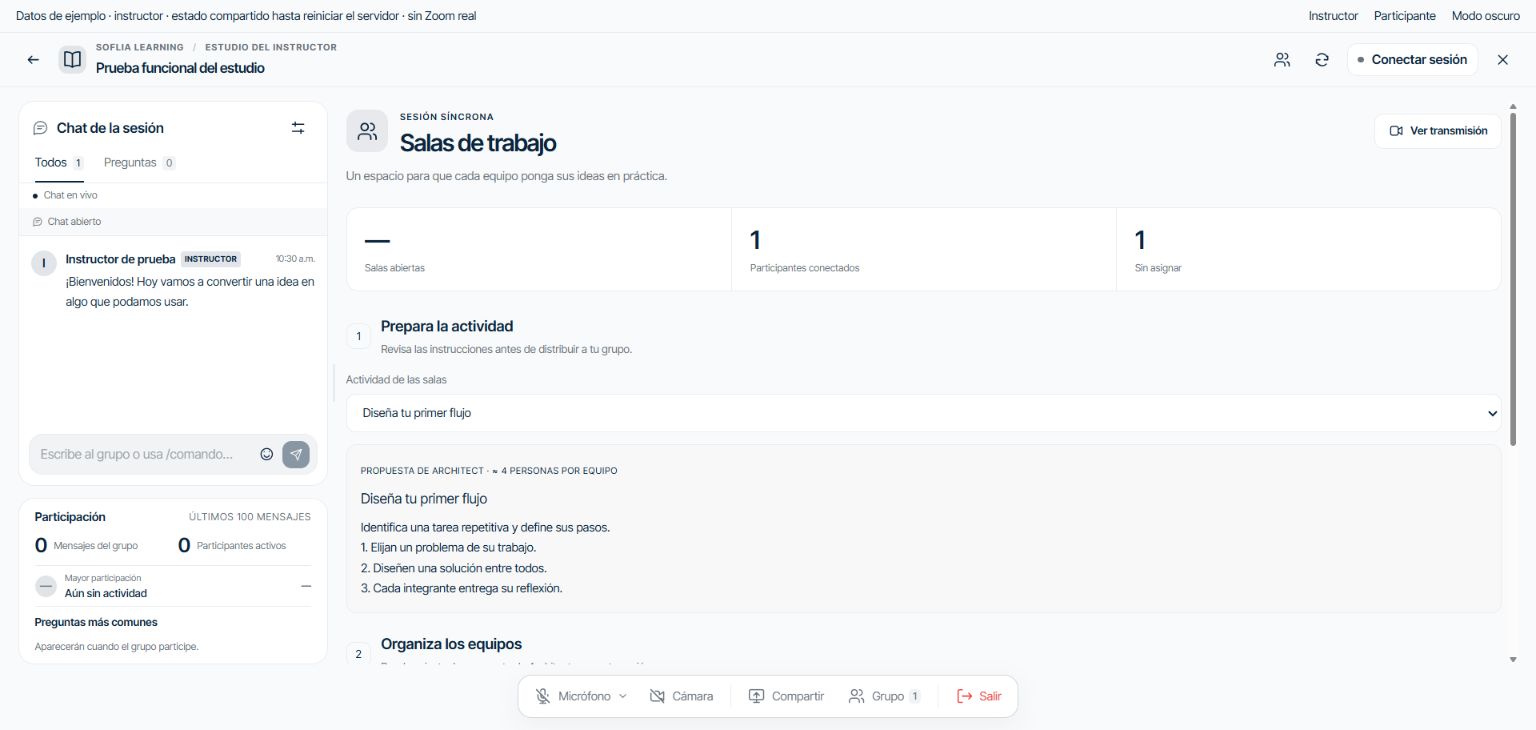 Datos de ejemplo · instructor · estado compartido hasta reiniciar el servidor · sin Zoom real
Instructor
Participante
Modo oscuro
SOFLIA LEARNING / ESTUDIO DEL INSTRUCTOR
Prueba funcional del estudio
Conectar sesión
Chat de la sesión
Todos 1
Preguntas 0
Chat en vivo
Chat abierto
I
Instructor de prueba INSTRUCTOR 10:30 a.m.
¡Bienvenidos! Hoy vamos a convertir una idea en
algo que podamos usar.
Escribe al grupo o usa /comando...
Participación
ÚLTIMOS 100 MENSAJES
0 Mensajes del grupo
0 Participantes activos
Mayor participación
— Aún sin actividad —
Preguntas más comunes
Aparecerán cuando el grupo participe.
SESIÓN SÍNCRONA
Salas de trabajo
Ver transmisión
Un espacio para que cada equipo ponga sus ideas en práctica.
—
Salas abiertas
1
Participantes conectados
1
Sin asignar
1
Prepara la actividad
Revisa las instrucciones antes de distribuir a tu grupo.
Actividad de las salas
Diseña tu primer flujo
PROPUESTA DE ARCHITECT · ≈ 4 PERSONAS POR EQUIPO
Diseña tu primer flujo
Identifica una tarea repetitiva y define sus pasos.
1. Elijan un problema de su trabajo.
2. Diseñen una solución entre todos.
3. Cada integrante entrega su reflexión.
2
Organiza los equipos
Micrófono
Cámara
Compartir
Grupo 1
Salir